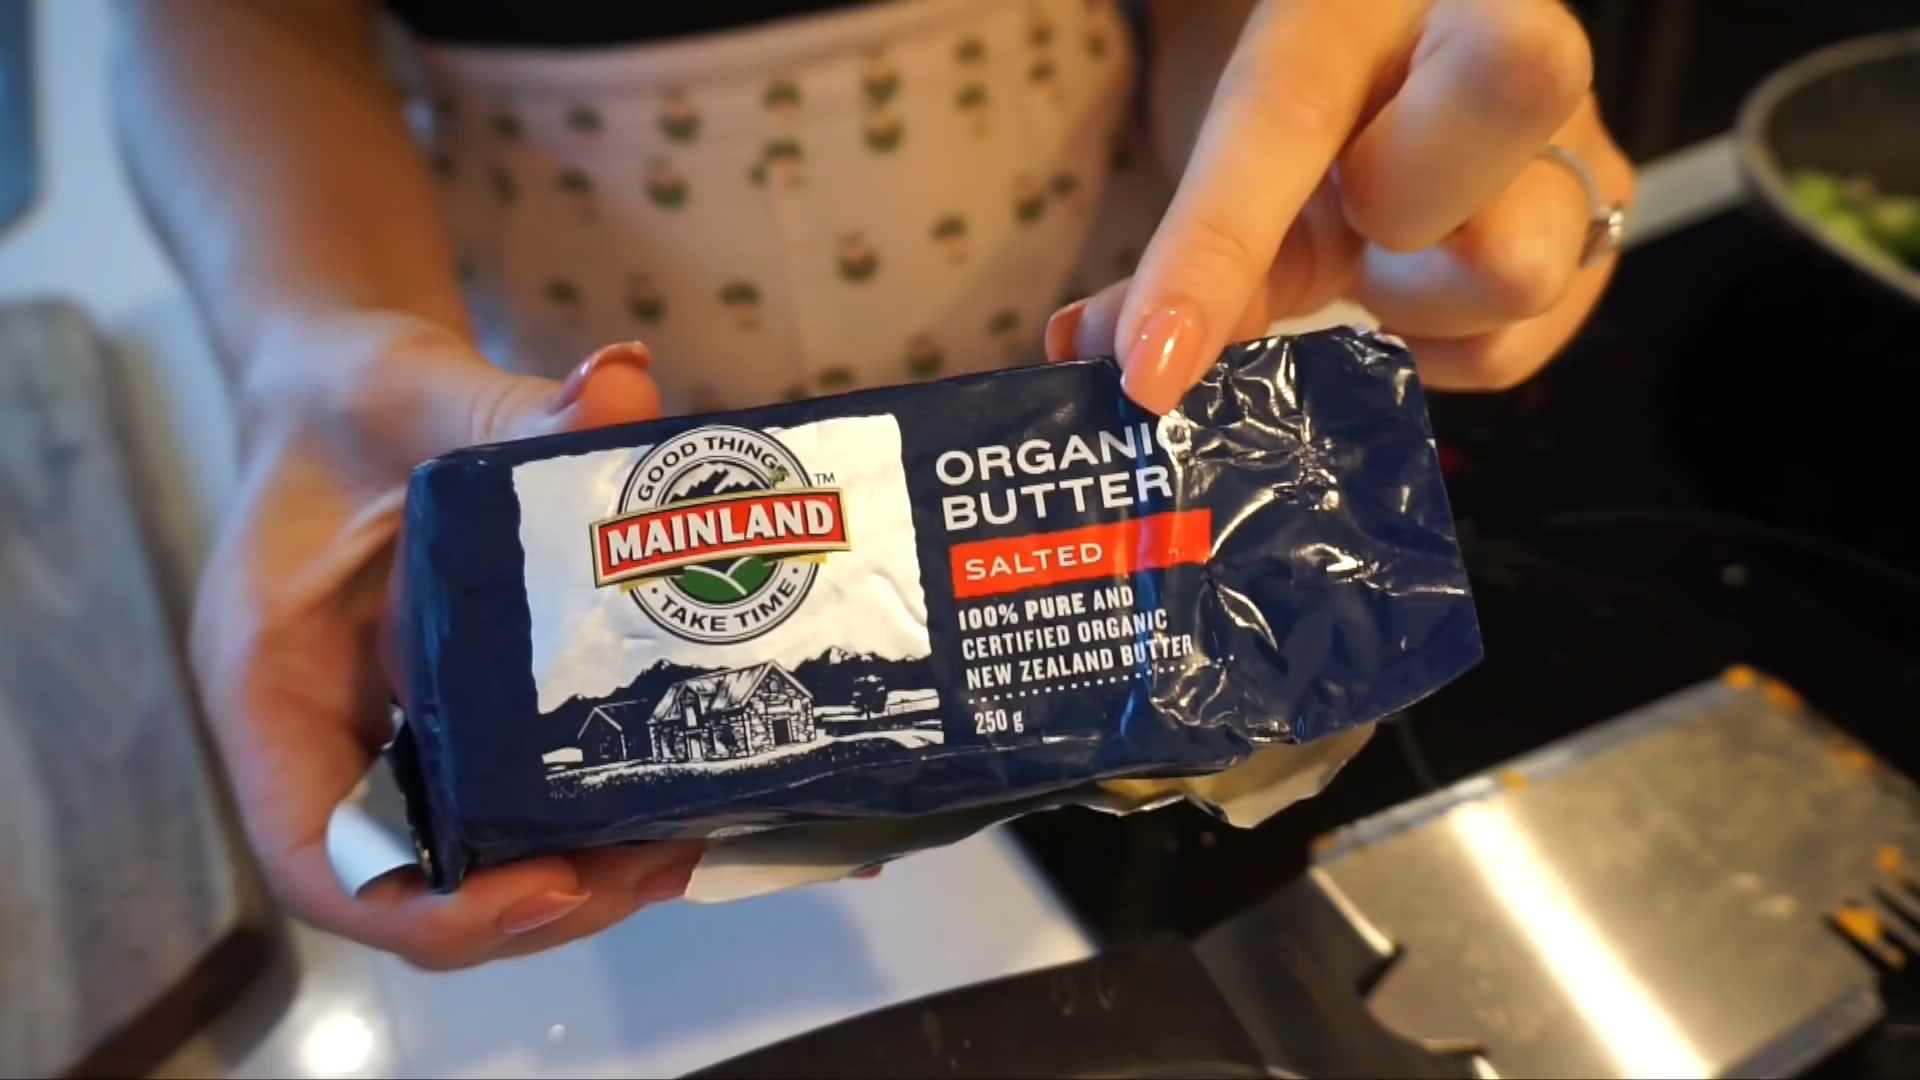 GOOD THINGS
TM
MAINLAND
TAKE TIME
ORGANIC
BUTTER
SALTED
100% PURE AND
CERTIFIED ORGANIC
NEW ZEALAND BUTTER
250 g